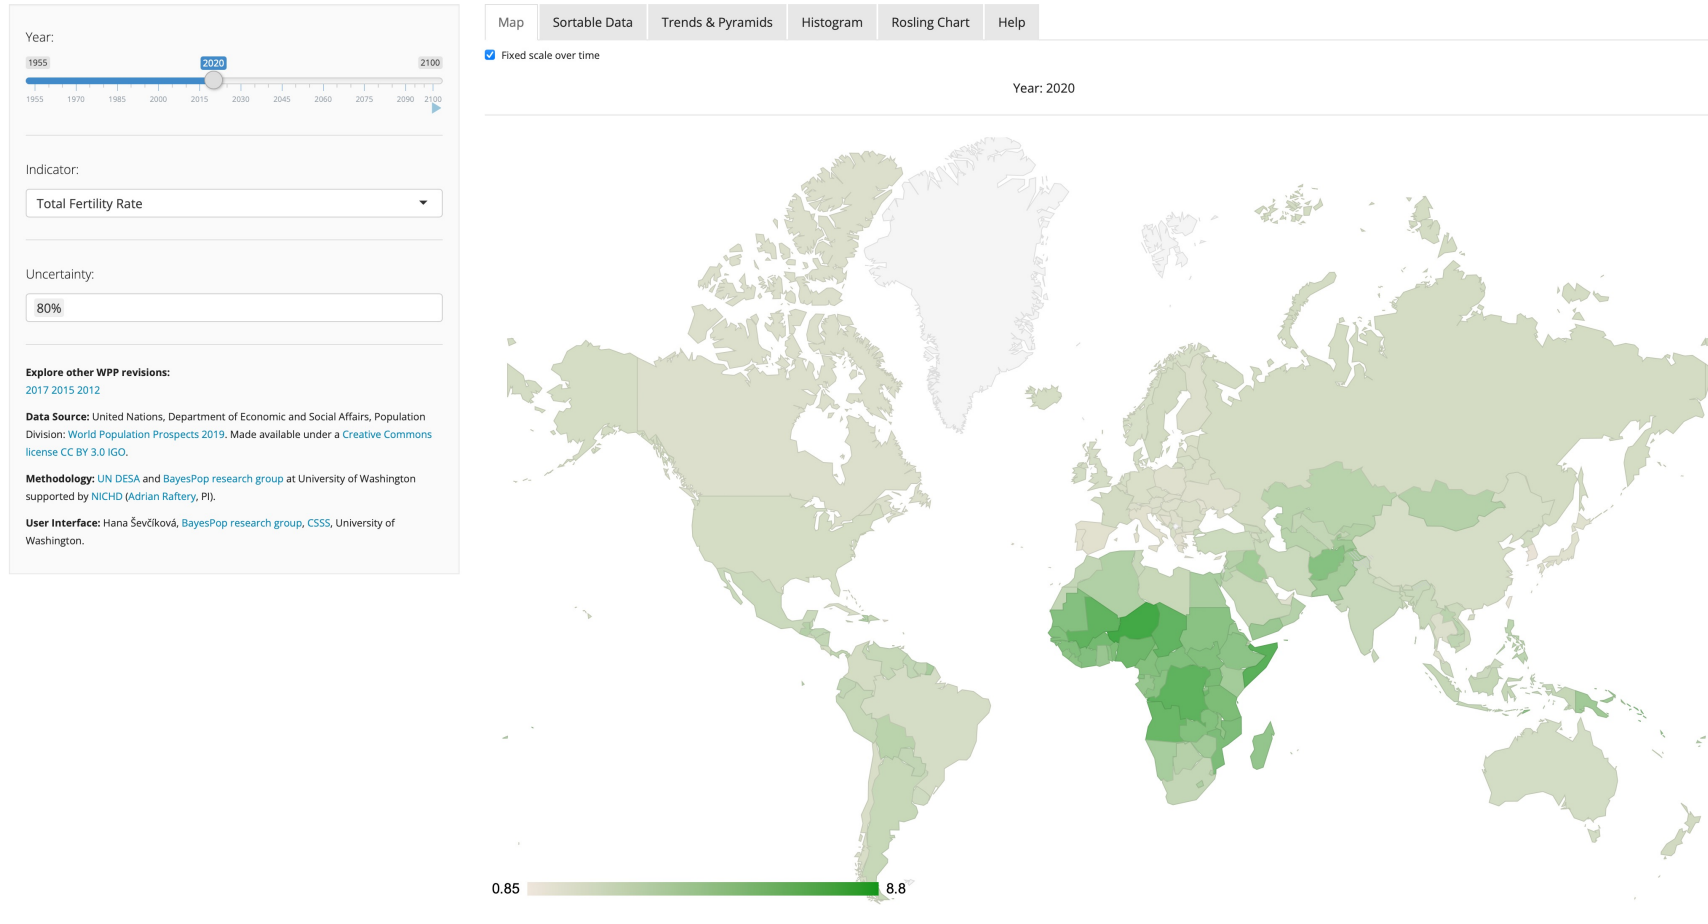 Year:
1955 2020 2100
1955 1970 1985 2000 2015 2030 2045 2060 2075 2090 2100
Indicator:
Total Fertility Rate
Uncertainty:
80%
Explore other WPP revisions:
2017 2015 2012
Data Source: United Nations, Department of Economic and Social Affairs, Population
Division: World Population Prospects 2019. Made available under a Creative Commons
license CC BY 3.0 IGO.
Methodology: UN DESA and BayesPop research group at University of Washington
supported by NICHD (Adrian Raftery, PI).
User Interface: Hana Ševčíková, BayesPop research group, CSSS, University of
Washington.
Map Sortable Data Trends & Pyramids Histogram Rosling Chart Help
Fixed scale over time
Year: 2020
0.85 8.8